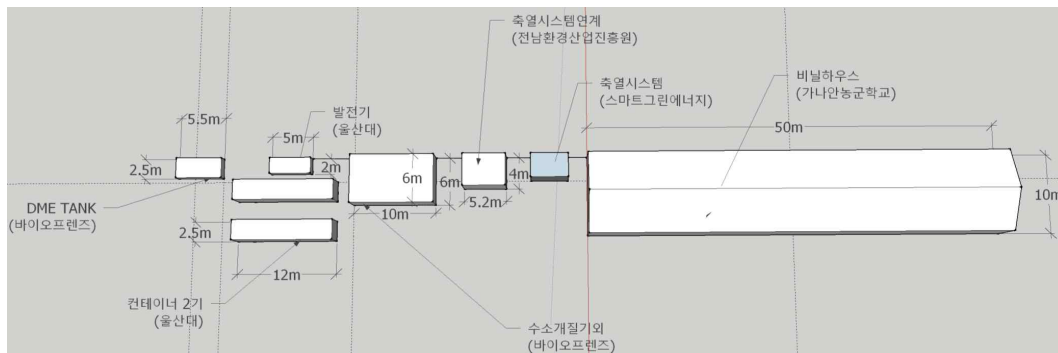 축열시스템연계
(전남환경산업진흥원)
축열시스템
(스마트그린에너지)
비닐하우스
(가나안농군학교)
발전기
(울산대)
5.5m
5m
50m
2.5m
2m
6m
6m
4m
10m
10m
5.2m
DME TANK
(바이오프렌즈)
2.5m
12m
컨테이너 2기
(울산대)
수소개질기외
(바이오프렌즈)